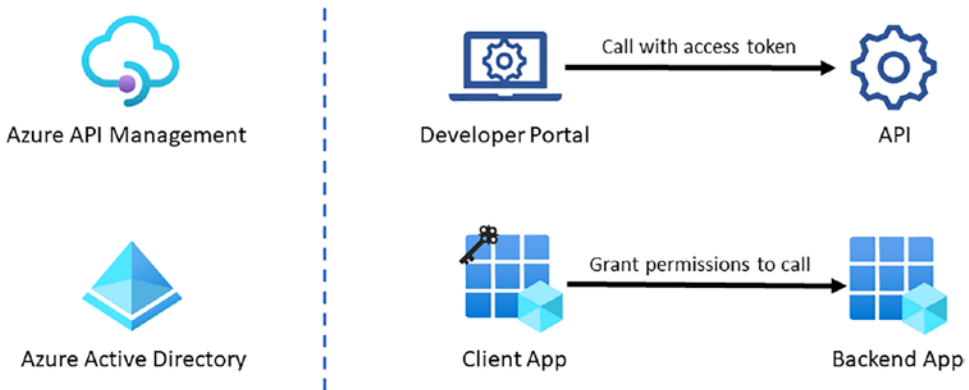 Call with access token
Azure API Management
Developer Portal
API
Grant permissions to call
Azure Active Directory
Client App
Backend App